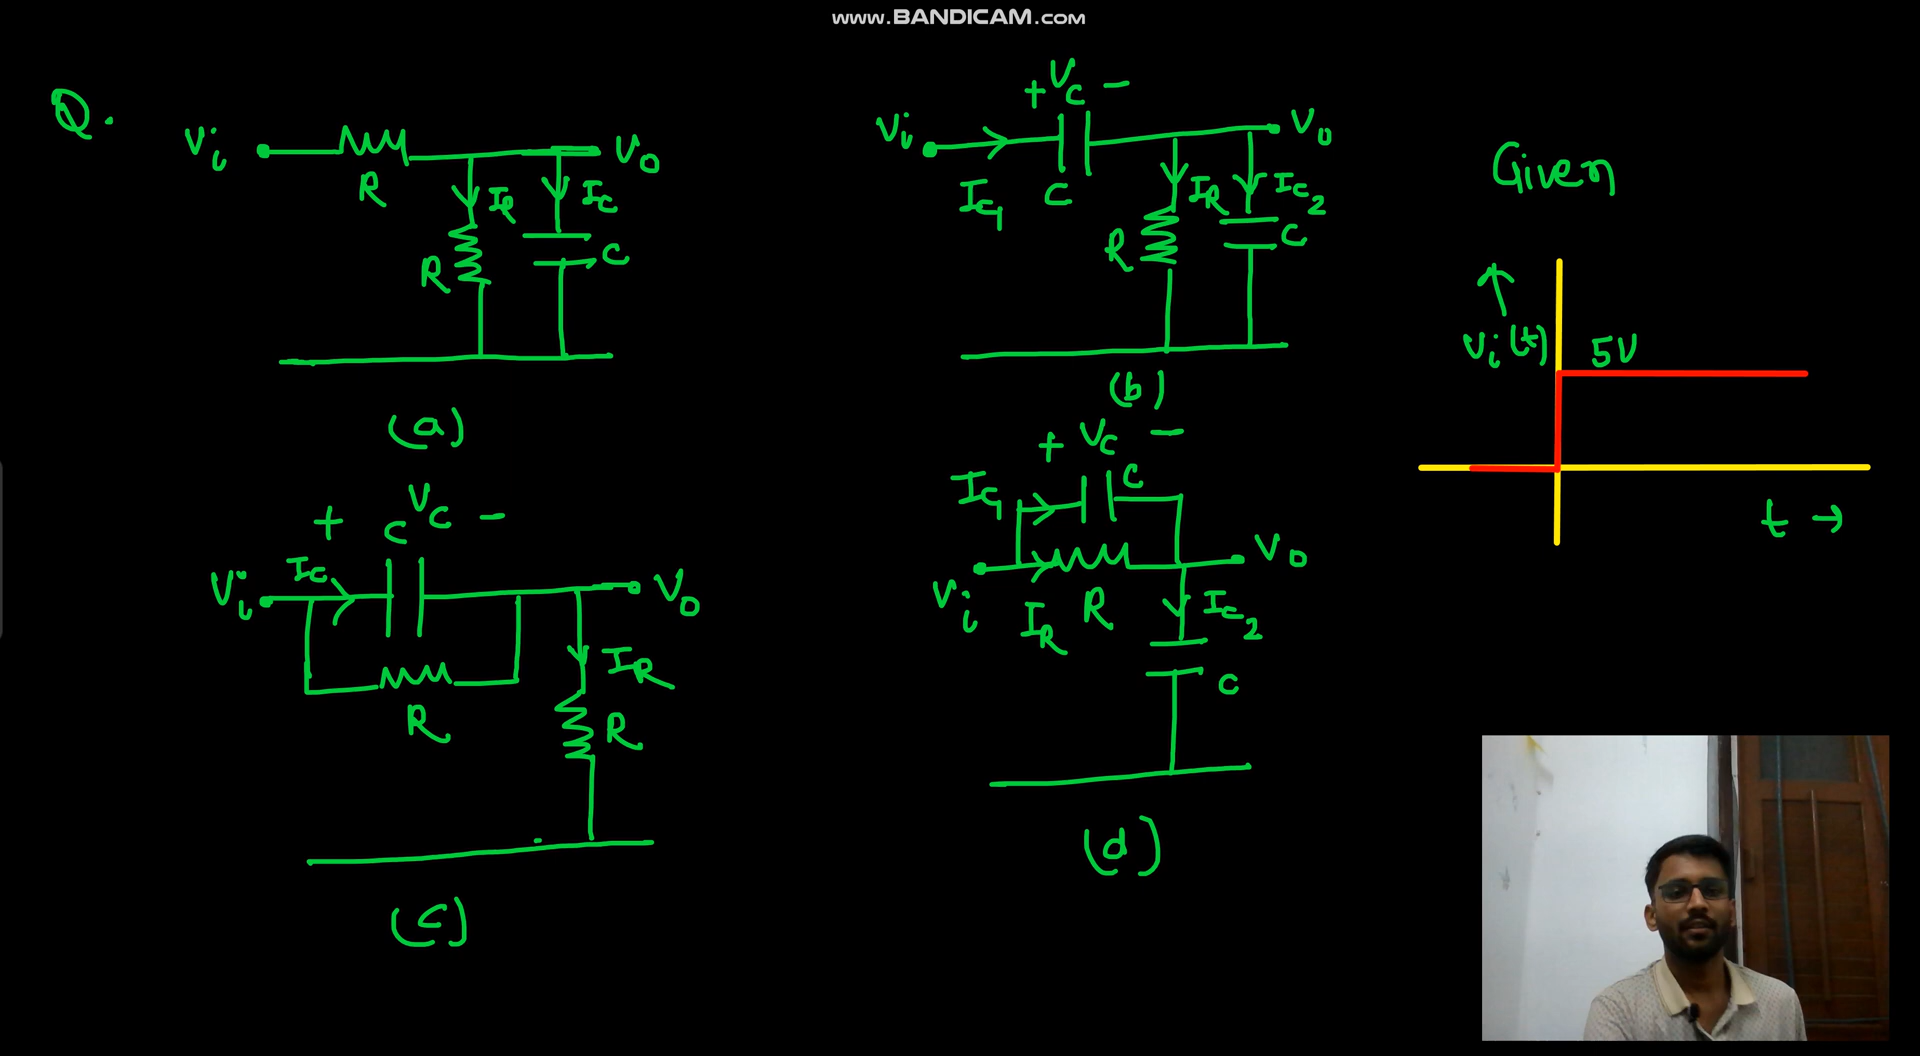 www.BANDICAM.com
Q.
Vi
R
Vo
IR
IC
R
C
(a)
+ VC -
Vi
IC1
C
Vo
IR
IC2
R
C
(b)
Given
Vi(t)
5V
t →
+ VC -
C
Vi
IC
Vo
R
IR
R
(c)
+ VC -
IC1
C
Vi
IR
R
Vo
IC2
C
(d)